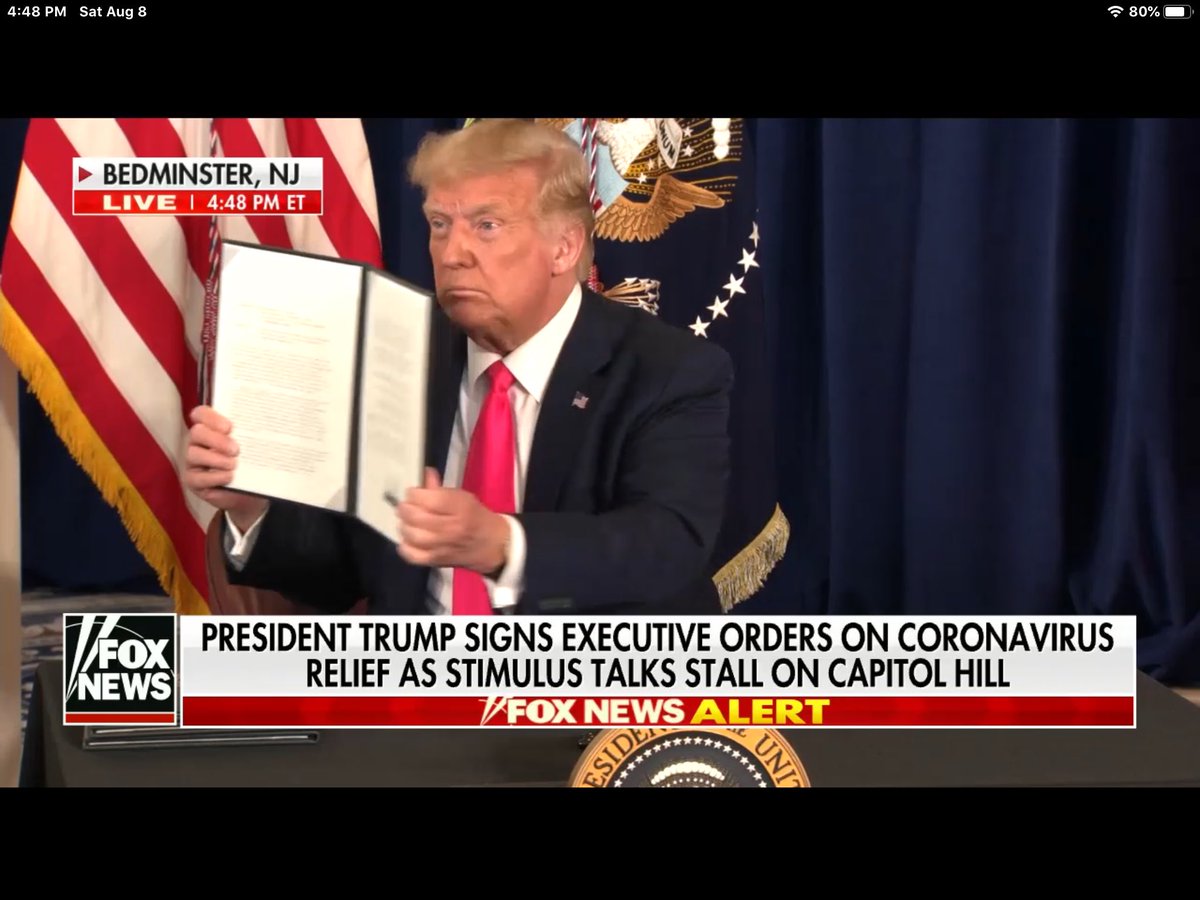 4:48 PM Sat Aug 8
80%
BEDMINSTER, NJ
LIVE | 4:48 PM ET
FOX
NEWS
PRESIDENT TRUMP SIGNS EXECUTIVE ORDERS ON CORONAVIRUS
RELIEF AS STIMULUS TALKS STALL ON CAPITOL HILL
FOX NEWS ALERT